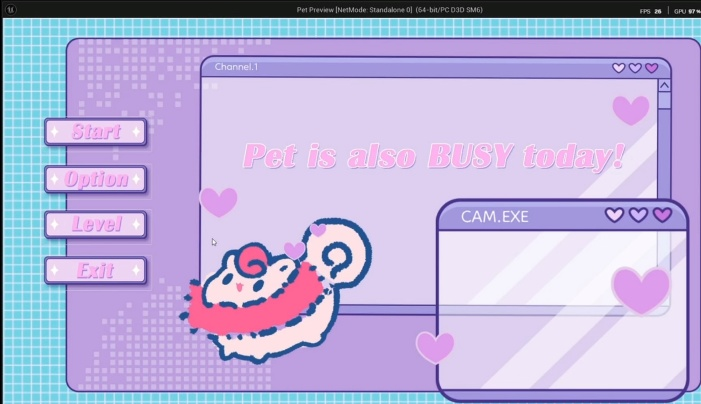 Pet Preview [NetMode: Standalone 0] (64-bit/PC D3D SM6)
FPS 26 GPU 97 %
Channel.1
Start
Pet is also BUSY today!
Option
CAM.EXE
Level
Exit